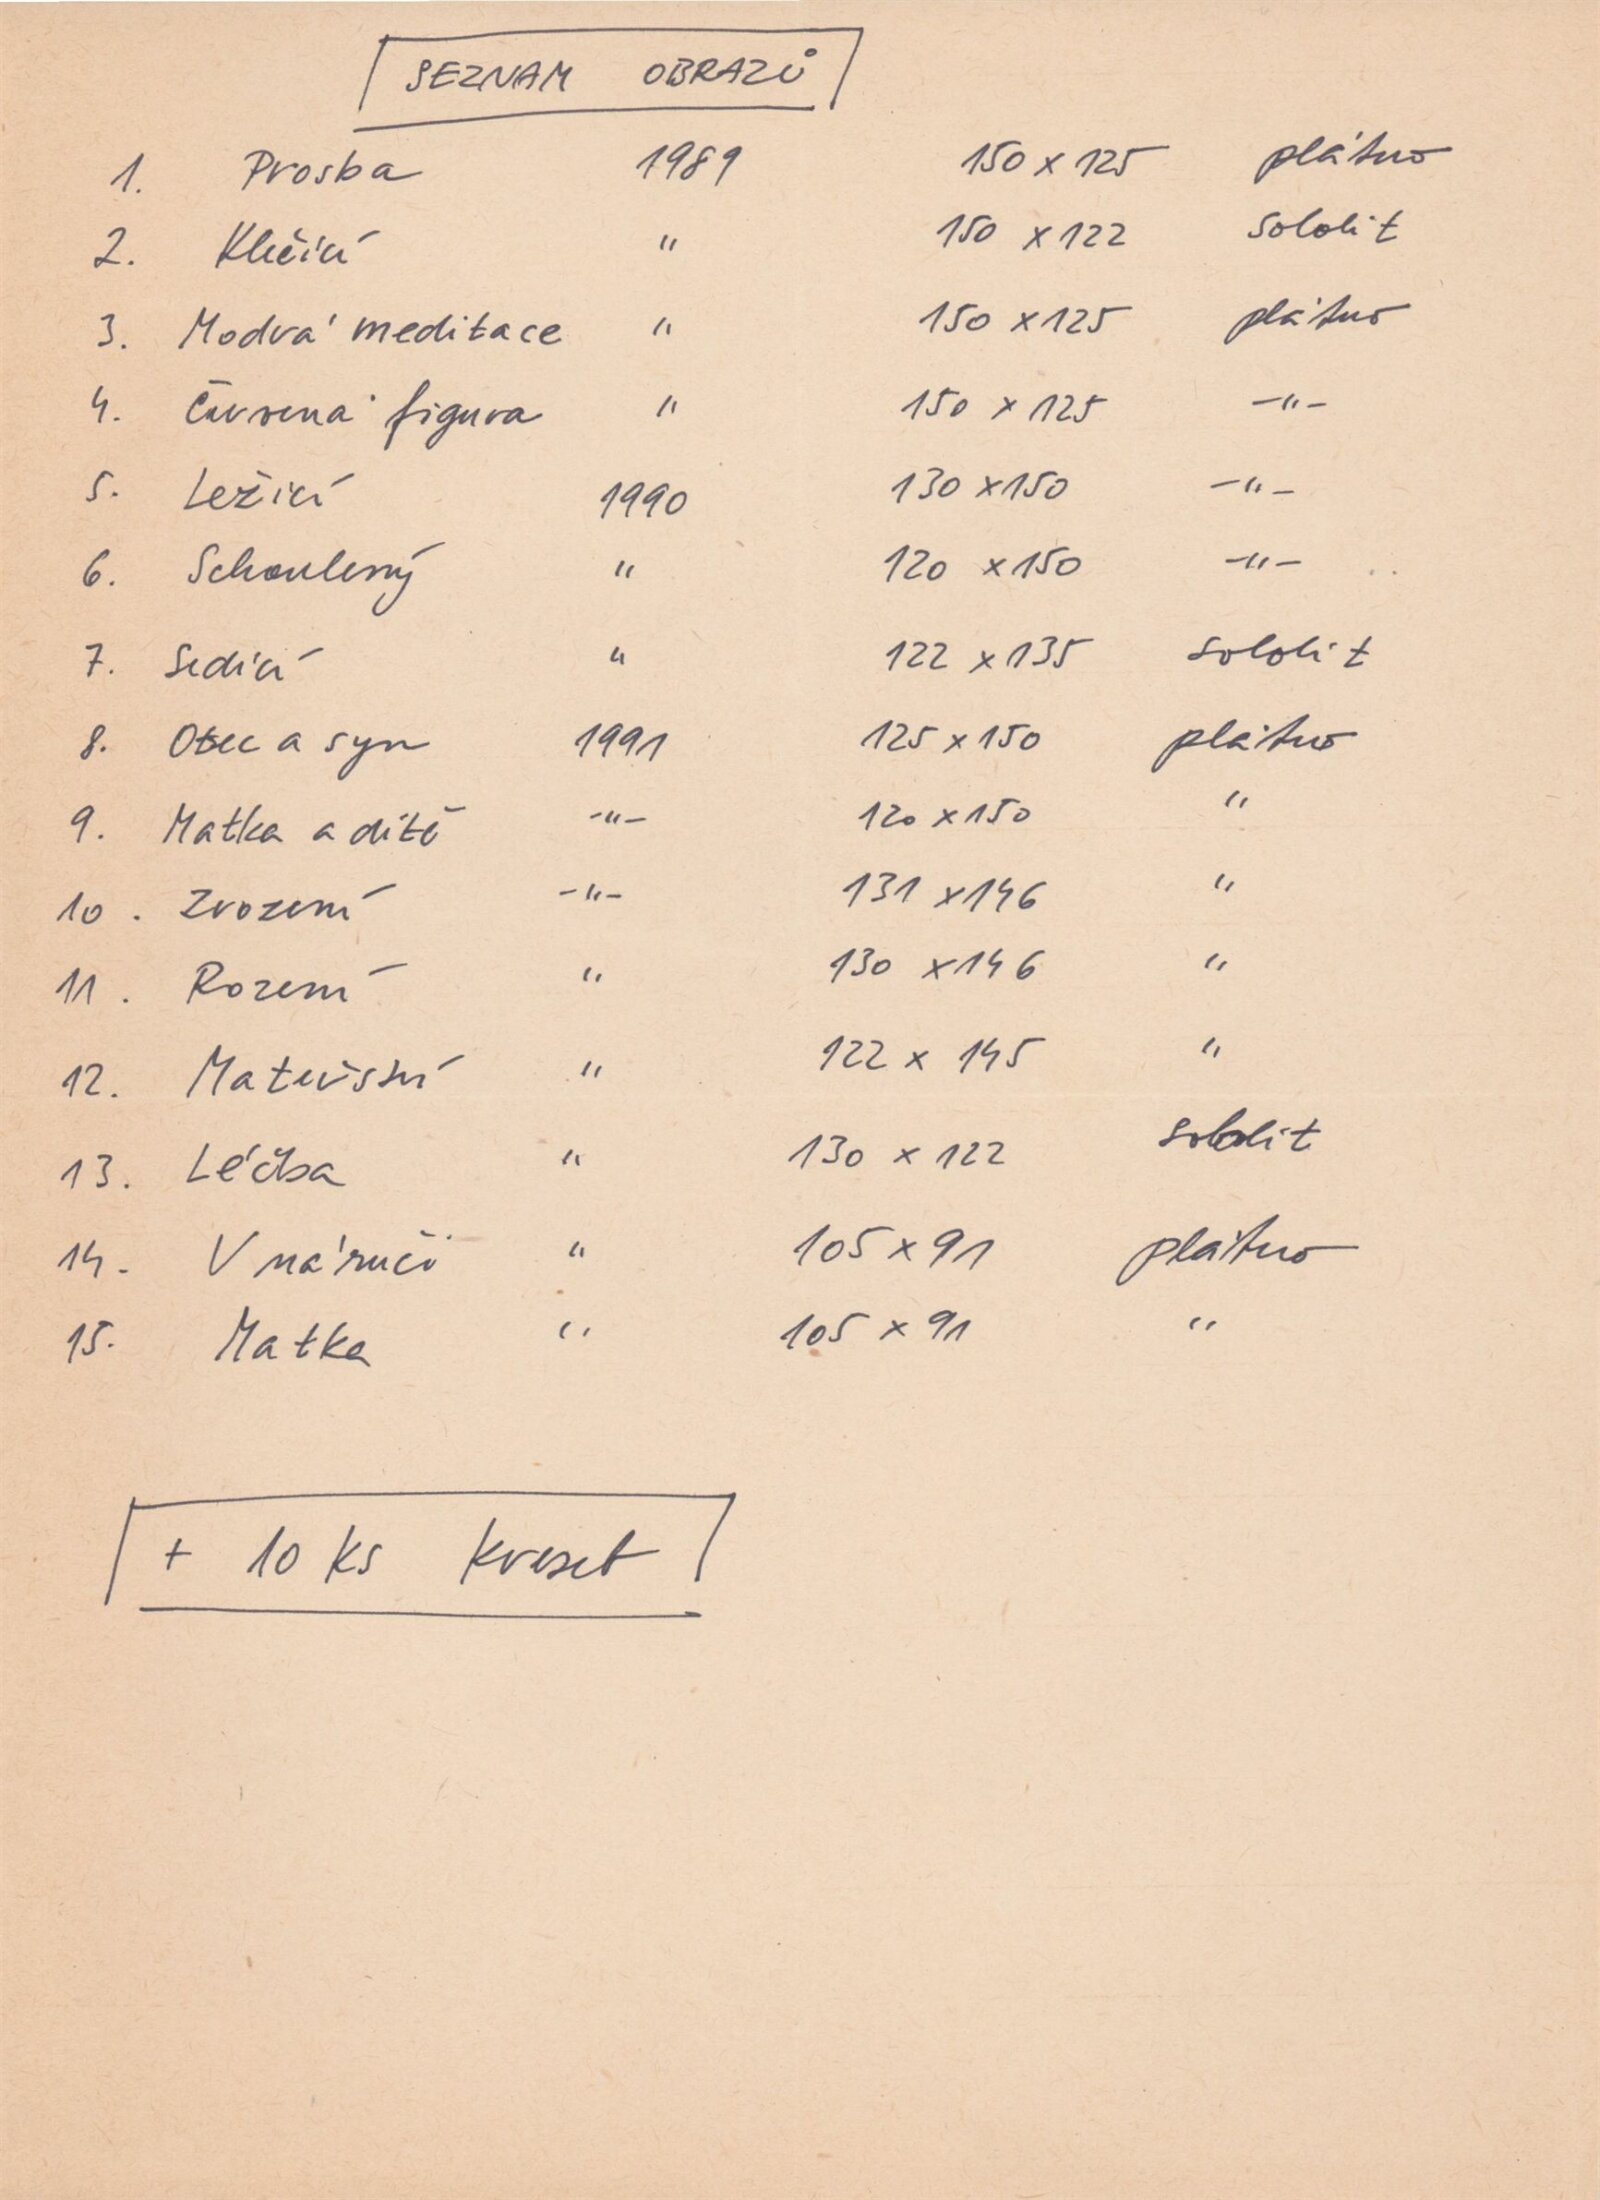 SEZNAM OBRAZŮ
1. Prosba 1989 150 x 125 plátno
2. Klečící " 150 x 122 sololit
3. Modrá meditace " 150 x 125 plátno
4. Červená figura " 150 x 125 -"-
5. Ležící 1990 130 x 150 -"-
6. Schoulený " 120 x 150 -"-
7. Sedící " 122 x 135 sololit
8. Otec a syn 1991 125 x 150 plátno
9. Matka a dítě -"- 120 x 150 "
10. Zrození -"- 131 x 146 "
11. Rození " 130 x 146 "
12. Mateřství " 122 x 145 "
13. Léčba " 130 x 122 sololit
14. V náručí " 105 x 91 plátno
15. Matka " 105 x 91 "
+ 10 ks kreseb